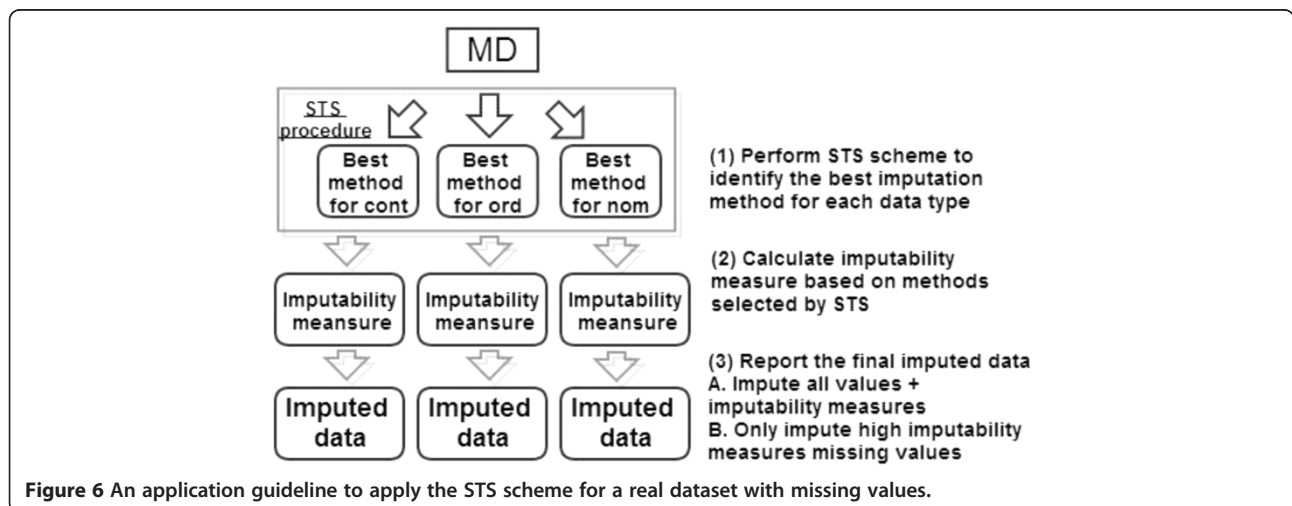 MD
STS
procedure
Best
method
for cont
Best
method
for ord
Best
method
for nom
(1) Perform STS scheme to
identify the best imputation
method for each data type
Imputability
meansure
Imputability
meansure
Imputability
meansure
(2) Calculate imputability
measure based on methods
selected by STS
Imputed
data
Imputed
data
Imputed
data
(3) Report the final imputed data
A. Impute all values +
imputability measures
B. Only impute high imputability
measures missing values
Figure 6 An application guideline to apply the STS scheme for a real dataset with missing values.